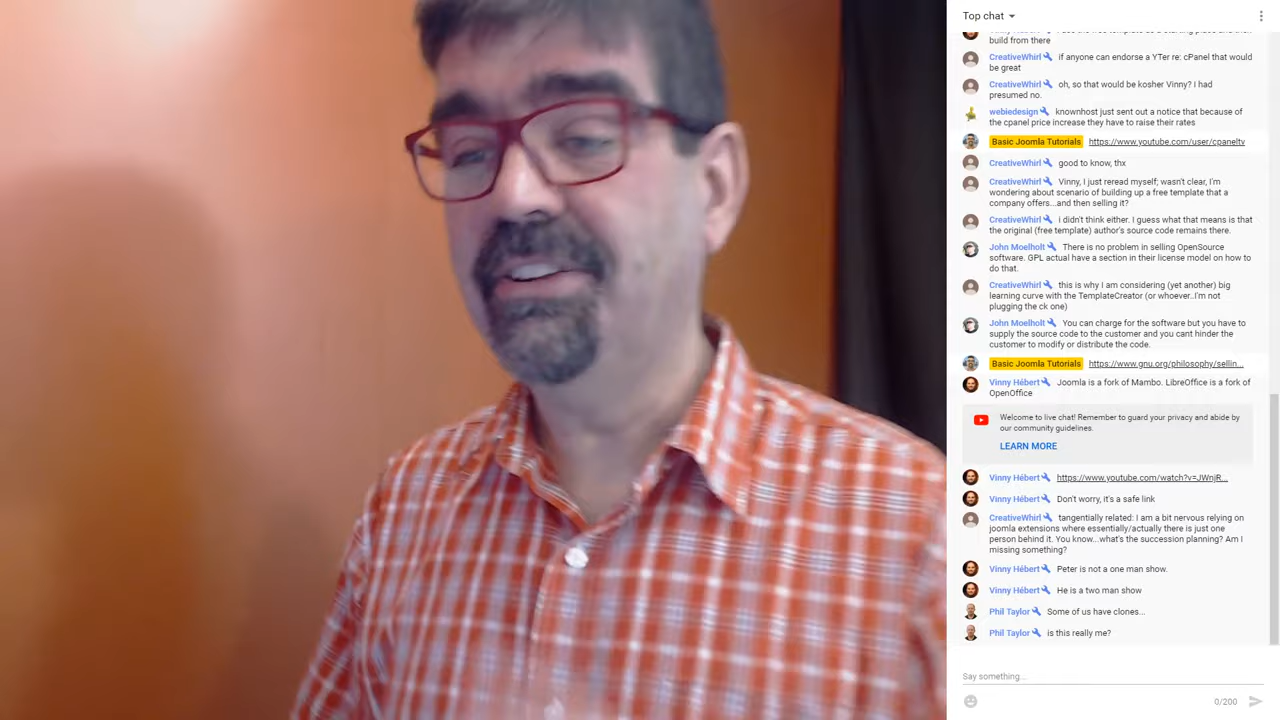 Top chat
build from there
CreativeWhirl if anyone can endorse a YTer re: cPanel that would
be great
CreativeWhirl oh, so that would be kosher Vinny? I had
presumed no.
webiedesign knownhost just sent out a notice that because of
the cpanel price increase they have to raise their rates
Basic Joomla Tutorials https://www.youtube.com/user/cpaneltv
CreativeWhirl good to know, thx
CreativeWhirl Vinny, I just reread myself; wasn't clear, I'm
wondering about scenario of building up a free template that a
company offers...and then selling it?
CreativeWhirl i didn't think either. I guess what that means is that
the original (free template) author's source code remains there.
John Moelholt There is no problem in selling OpenSource
software. GPL actual have a section in their license model on how to
do that.
CreativeWhirl this is why I am considering (yet another) big
learning curve with the TemplateCreator (or whoever...I'm not
plugging the ck one)
John Moelholt You can charge for the software but you have to
supply the source code to the customer and you cant hinder the
customer to modify or distribute the code.
Basic Joomla Tutorials https://www.gnu.org/philosophy/sellin...
Vinny Hébert Joomla is a fork of Mambo. LibreOffice is a fork of
OpenOffice
Welcome to live chat! Remember to guard your privacy and abide by
our community guidelines.
LEARN MORE
Vinny Hébert https://www.youtube.com/watch?v=JWnjR...
Vinny Hébert Don't worry, it's a safe link
CreativeWhirl tangentially related: I am a bit nervous relying on
joomla extensions where essentially/actually there is just one
person behind it. You know...what's the succession planning? Am I
missing something?
Vinny Hébert Peter is not a one man show.
Vinny Hébert He is a two man show
Phil Taylor Some of us have clones...
Phil Taylor is this really me?
Say something...
0/200